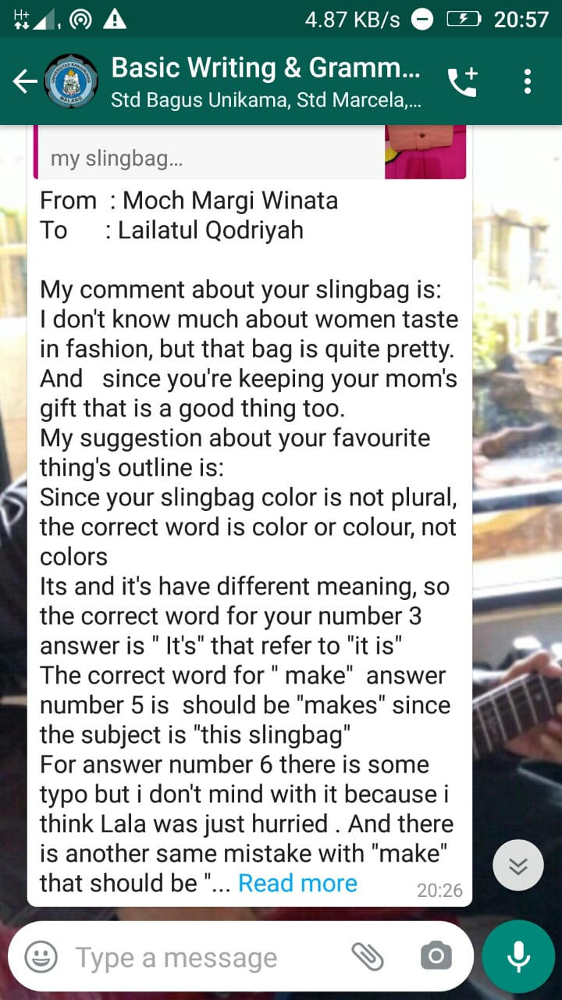 H+
4.87 KB/s
20:57
Basic Writing & Gramm...
Std Bagus Unikama, Std Marcela,...
my slingbag...
From : Moch Margi Winata
To : Lailatul Qodriyah
My comment about your slingbag is:
I don't know much about women taste
in fashion, but that bag is quite pretty.
And since you're keeping your mom's
gift that is a good thing too.
My suggestion about your favourite
thing's outline is:
Since your slingbag color is not plural,
the correct word is color or colour, not
colors
Its and it's have different meaning, so
the correct word for your number 3
answer is " It's" that refer to "it is"
The correct word for " make" answer
number 5 is should be "makes" since
the subject is "this slingbag"
For answer number 6 there is some
typo but i don't mind with it because i
think Lala was just hurried . And there
is another same mistake with "make"
that should be "... Read more
20:26
Type a message